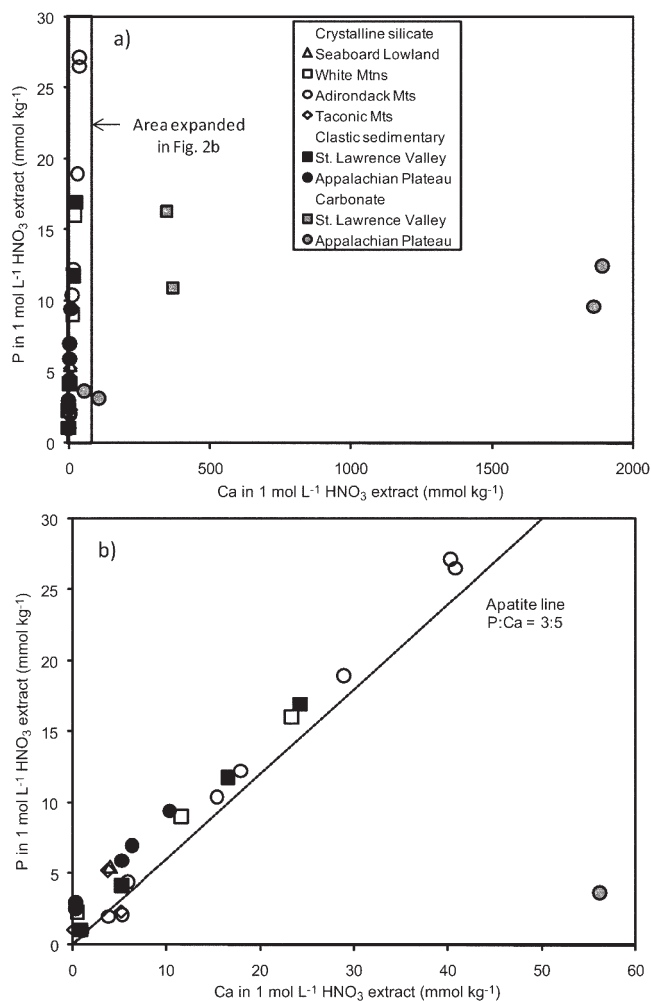 a)
30
25
20
15
10
5
0
P in 1 mol L-1 HNO3 extract (mmol kg-1)
Area expanded
in Fig. 2b
Crystalline silicate
Seaboard Lowland
White Mtns
Adirondack Mts
Taconic Mts
Clastic sedimentary
St. Lawrence Valley
Appalachian Plateau
Carbonate
St. Lawrence Valley
Appalachian Plateau
0 500 1000 1500 2000
Ca in 1 mol L-1 HNO3 extract (mmol kg-1)
b)
30
25
20
15
10
5
0
P in 1 mol L-1 HNO3 extract (mmol kg-1)
Apatite line
P:Ca = 3:5
0 10 20 30 40 50 60
Ca in 1 mol L-1 HNO3 extract (mmol kg-1)